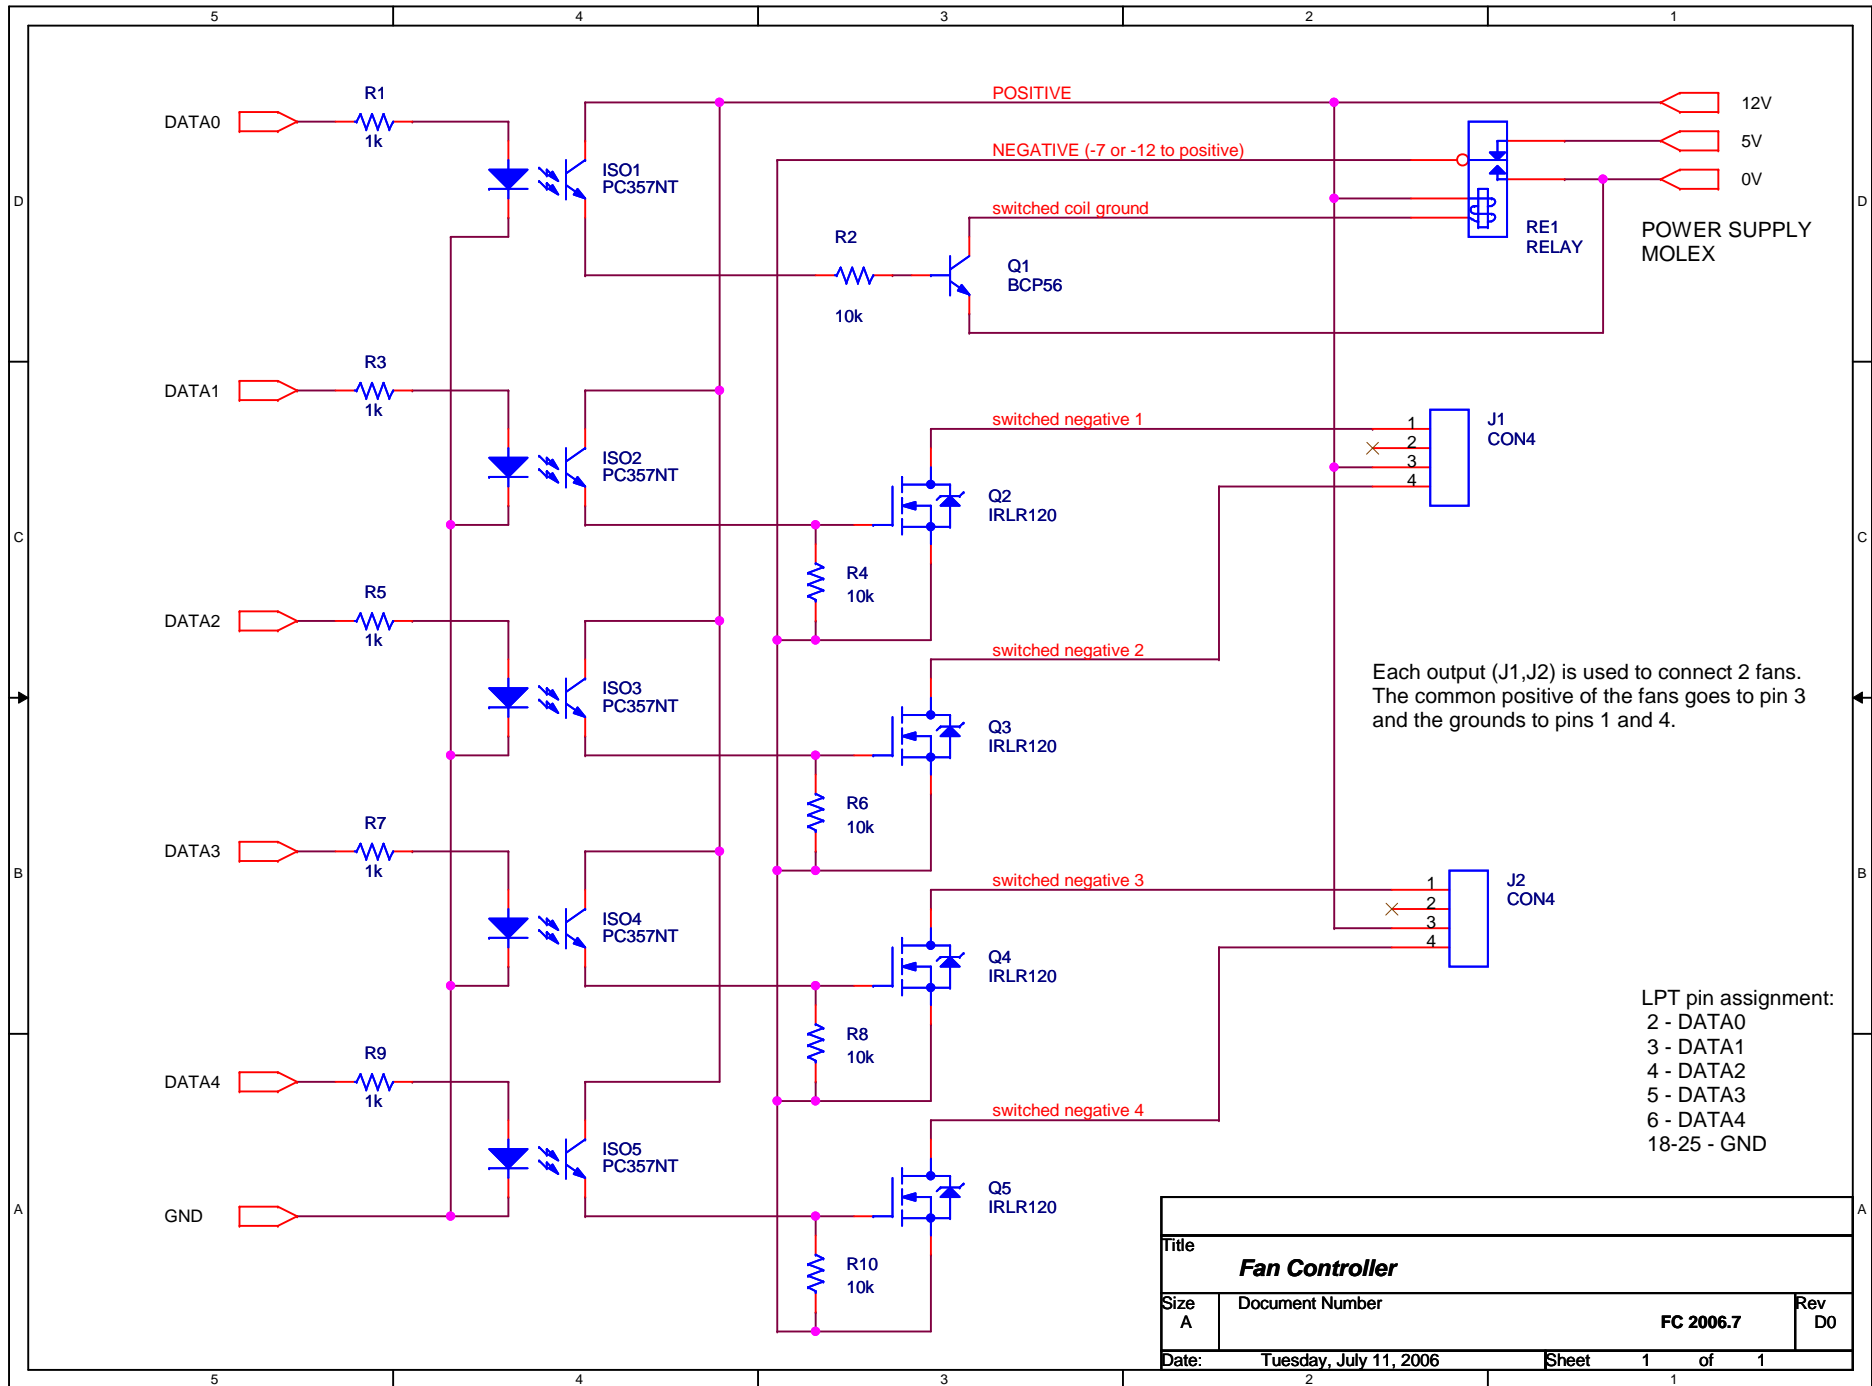 5 4 3 2 1
D
C
B
A
D
C
B
A
DATA0
R1
1k
ISO1
PC357NT
POSITIVE
NEGATIVE (-7 or -12 to positive)
switched coil ground
R2
10k
Q1
BCP56
RE1
RELAY
12V
5V
0V
POWER SUPPLY
MOLEX
DATA1
R3
1k
ISO2
PC357NT
switched negative 1
Q2
IRLR120
R4
10k
1
2
3
4
J1
CON4
DATA2
R5
1k
ISO3
PC357NT
switched negative 2
Q3
IRLR120
R6
10k
Each output (J1,J2) is used to connect 2 fans.
The common positive of the fans goes to pin 3
and the grounds to pins 1 and 4.
DATA3
R7
1k
ISO4
PC357NT
switched negative 3
Q4
IRLR120
R8
10k
1
2
3
4
J2
CON4
DATA4
R9
1k
ISO5
PC357NT
switched negative 4
Q5
IRLR120
R10
10k
GND
LPT pin assignment:
2 - DATA0
3 - DATA1
4 - DATA2
5 - DATA3
6 - DATA4
18-25 - GND
Title
Fan Controller
Size
A
Document Number
FC 2006.7
Rev
D0
Date: Tuesday, July 11, 2006 Sheet 1 of 1
5 4 3 2 1